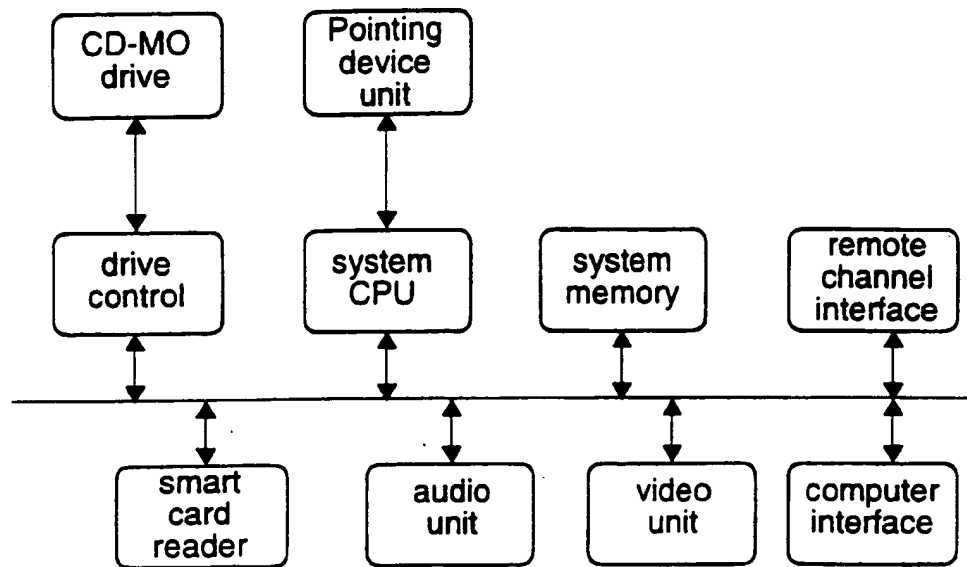 CD-MO
drive
Pointing
device
unit
drive
control
system
CPU
system
memory
remote
channel
interface
smart
card
reader
audio
unit
video
unit
computer
interface